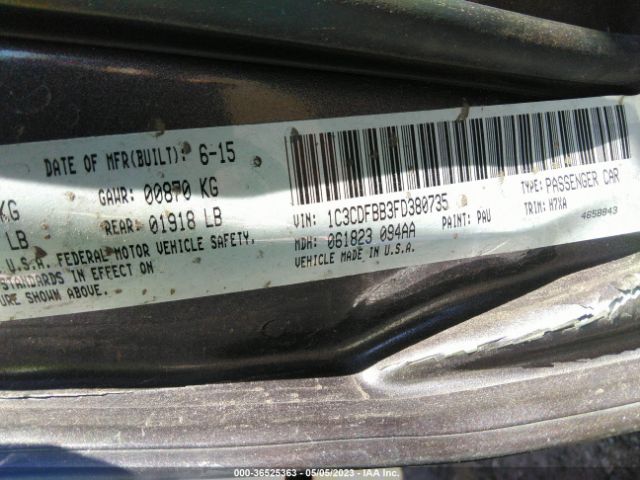 DATE OF MFR(BUILT): 6-15
KG GAWR: 00870 KG
LB REAR: 01918 LB
U.S.A. FEDERAL MOTOR VEHICLE SAFETY,
STANDARDS IN EFFECT ON
URE SHOWN ABOVE.
VIN: 1C3CDFBB3FD380735
TYPE: PASSENGER CAR
MDH: 061823 094AA
PAINT: PAU
TRIM: H7XA
VEHICLE MADE IN U.S.A.
4658843
000-36525363 - 05/05/2023 - IAA Inc.